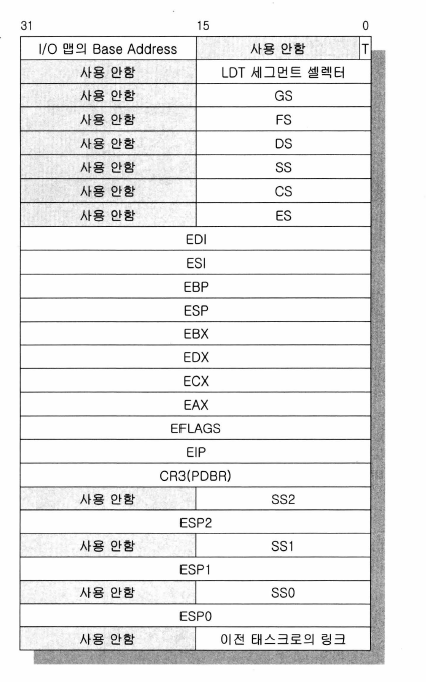 31 15 0
I/O 맵의 Base Address 사용 안함 T
사용 안함 LDT 세그먼트 셀렉터
사용 안함 GS
사용 안함 FS
사용 안함 DS
사용 안함 SS
사용 안함 CS
사용 안함 ES
EDI
ESI
EBP
ESP
EBX
EDX
ECX
EAX
EFLAGS
EIP
CR3(PDBR)
사용 안함 SS2
ESP2
사용 안함 SS1
ESP1
사용 안함 SS0
ESP0
사용 안함 이전 태스크로의 링크